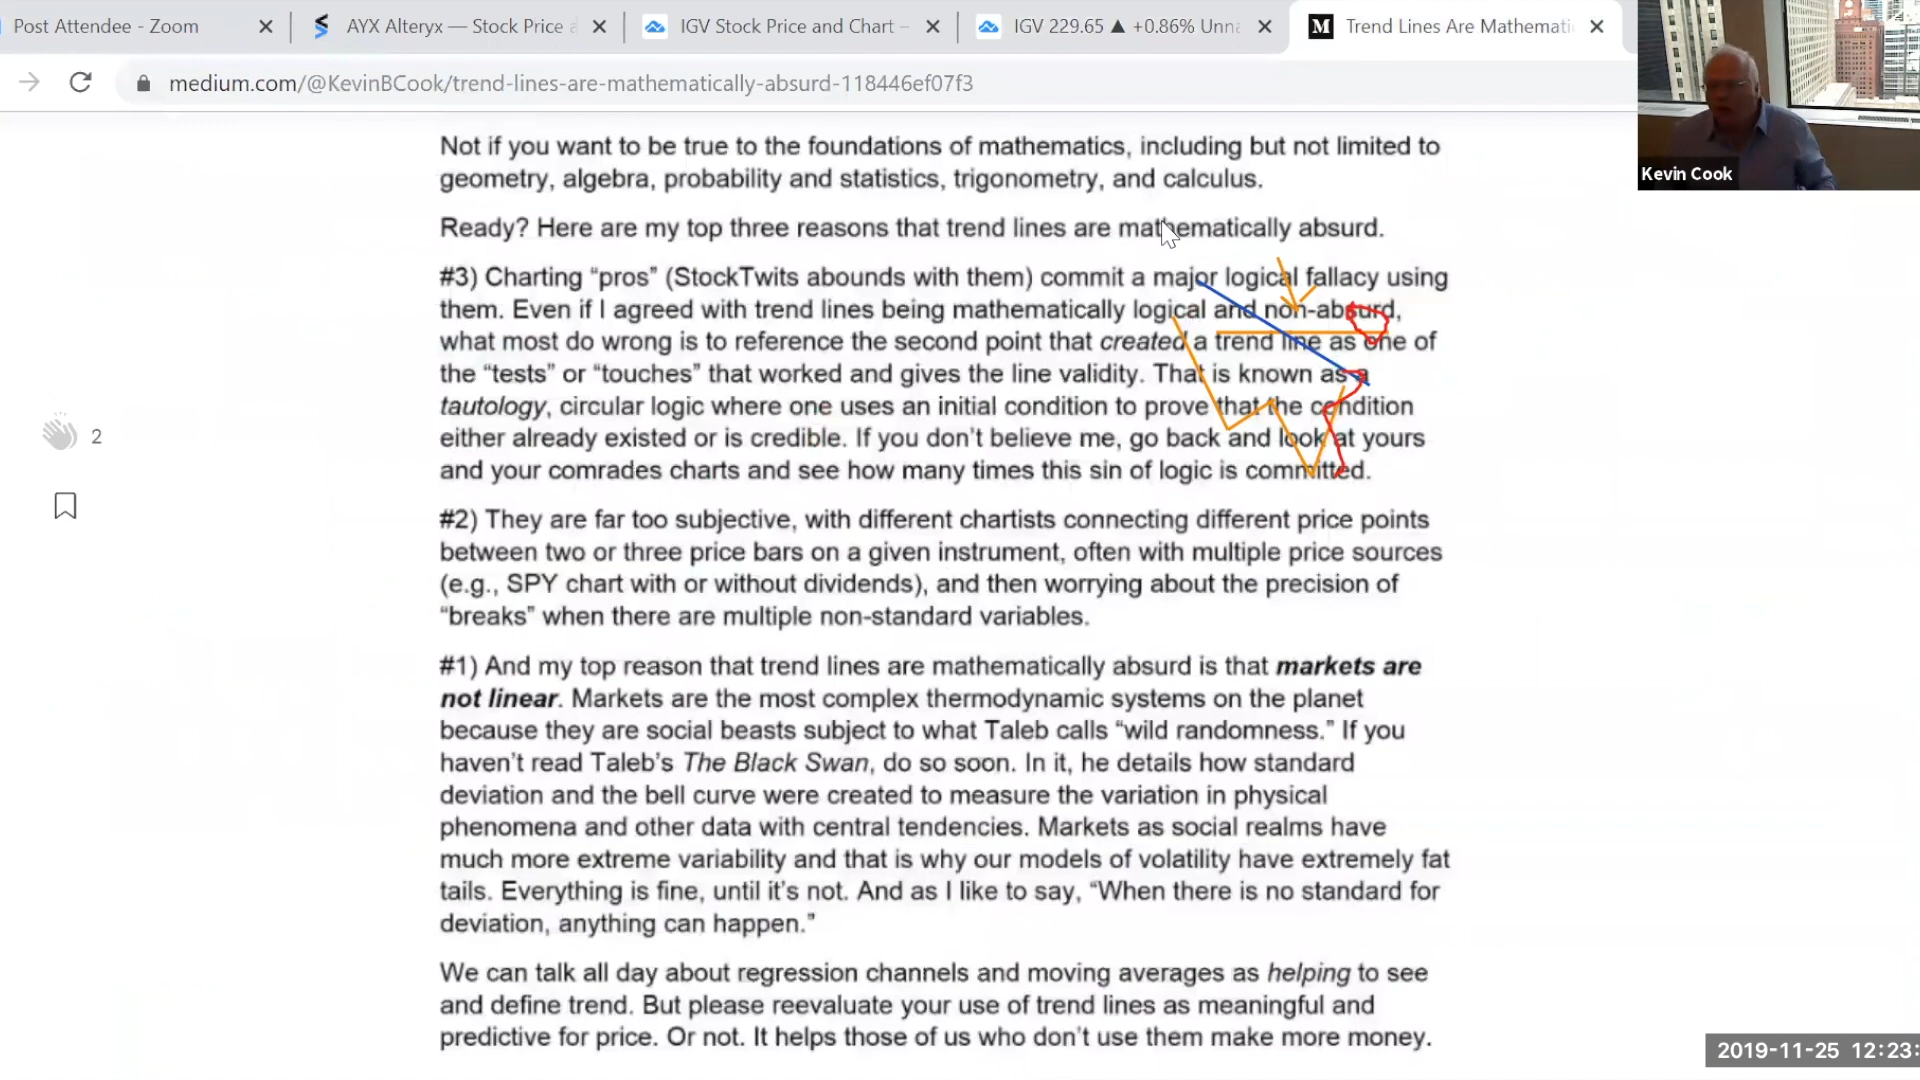 Post Attendee - Zoom
AYX Alteryx — Stock Price a
IGV Stock Price and Chart –
IGV 229.65 ▲ +0.86% Unna
Trend Lines Are Mathemati
medium.com/@KevinBCook/trend-lines-are-mathematically-absurd-118446ef07f3
Kevin Cook
Not if you want to be true to the foundations of mathematics, including but not limited to
geometry, algebra, probability and statistics, trigonometry, and calculus.
Ready? Here are my top three reasons that trend lines are mathematically absurd.
#3) Charting “pros” (StockTwits abounds with them) commit a major logical fallacy using
them. Even if I agreed with trend lines being mathematically logical and non-absurd,
what most do wrong is to reference the second point that created a trend line as one of
the “tests” or “touches” that worked and gives the line validity. That is known as a
tautology, circular logic where one uses an initial condition to prove that the condition
either already existed or is credible. If you don’t believe me, go back and look at yours
and your comrades charts and see how many times this sin of logic is committed.
2
#2) They are far too subjective, with different chartists connecting different price points
between two or three price bars on a given instrument, often with multiple price sources
(e.g., SPY chart with or without dividends), and then worrying about the precision of
“breaks” when there are multiple non-standard variables.
#1) And my top reason that trend lines are mathematically absurd is that markets are
not linear. Markets are the most complex thermodynamic systems on the planet
because they are social beasts subject to what Taleb calls “wild randomness.” If you
haven’t read Taleb’s The Black Swan, do so soon. In it, he details how standard
deviation and the bell curve were created to measure the variation in physical
phenomena and other data with central tendencies. Markets as social realms have
much more extreme variability and that is why our models of volatility have extremely fat
tails. Everything is fine, until it’s not. And as I like to say, “When there is no standard for
deviation, anything can happen.”
We can talk all day about regression channels and moving averages as helping to see
and define trend. But please reevaluate your use of trend lines as meaningful and
predictive for price. Or not. It helps those of us who don’t use them make more money.
2019-11-25 12:23: